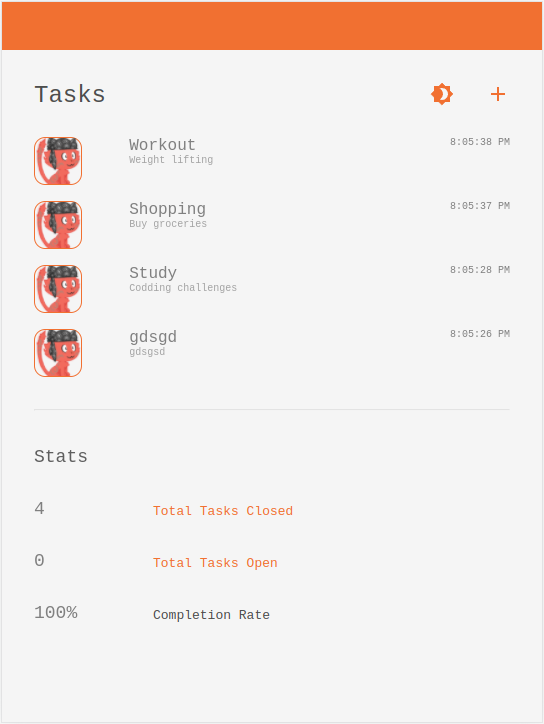 Tasks
Workout
8:05:38 PM
Weight lifting
Shopping
8:05:37 PM
Buy groceries
Study
8:05:28 PM
Codding challenges
gdsgd
8:05:26 PM
gdsgsd
Stats
4 Total Tasks Closed
0 Total Tasks Open
100% Completion Rate